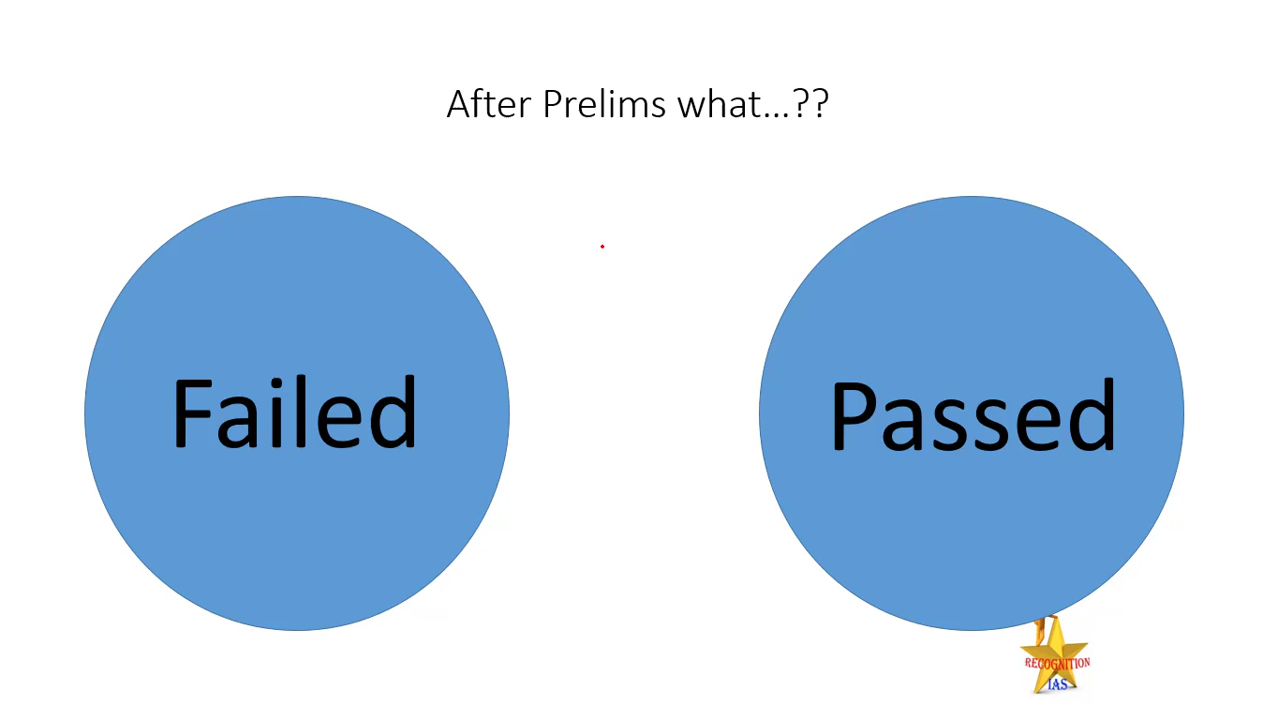 After Prelims what...??
Failed
Passed
RECOGNITION
IAS